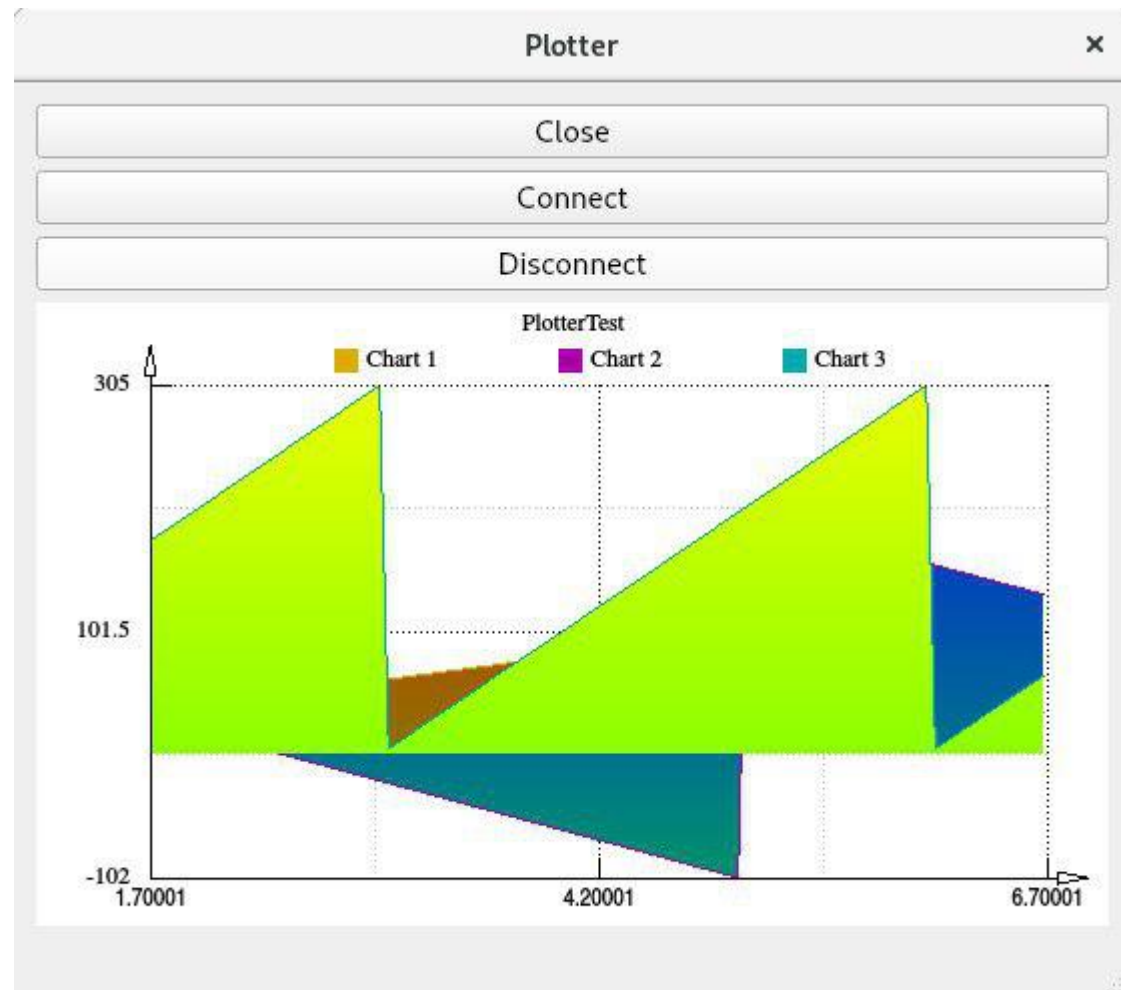 Plotter ×
Close
Connect
Disconnect
PlotterTest
Chart 1 Chart 2 Chart 3
305
101.5
-102
1.70001 4.20001 6.70001